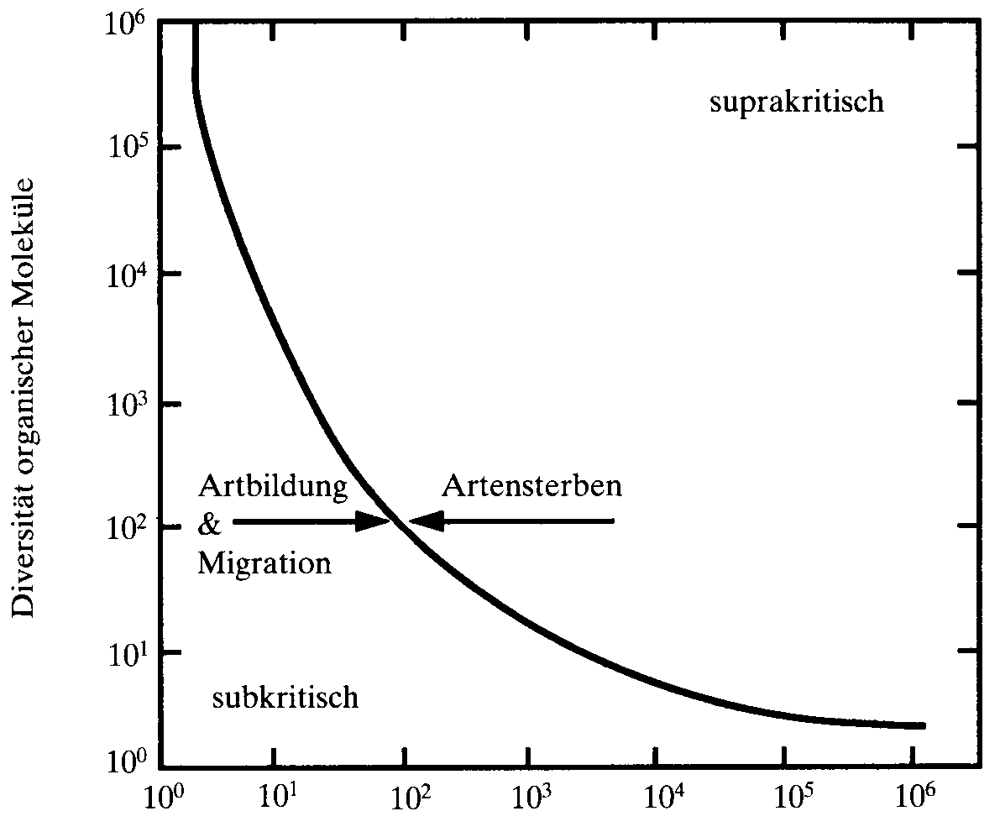 10⁶
suprakritisch
10⁵
Diversität organischer Moleküle
10⁴
10³
Artbildung Artensterben
10² &
Migration
10¹
subkritisch
10⁰
10⁰ 10¹ 10² 10³ 10⁴ 10⁵ 10⁶